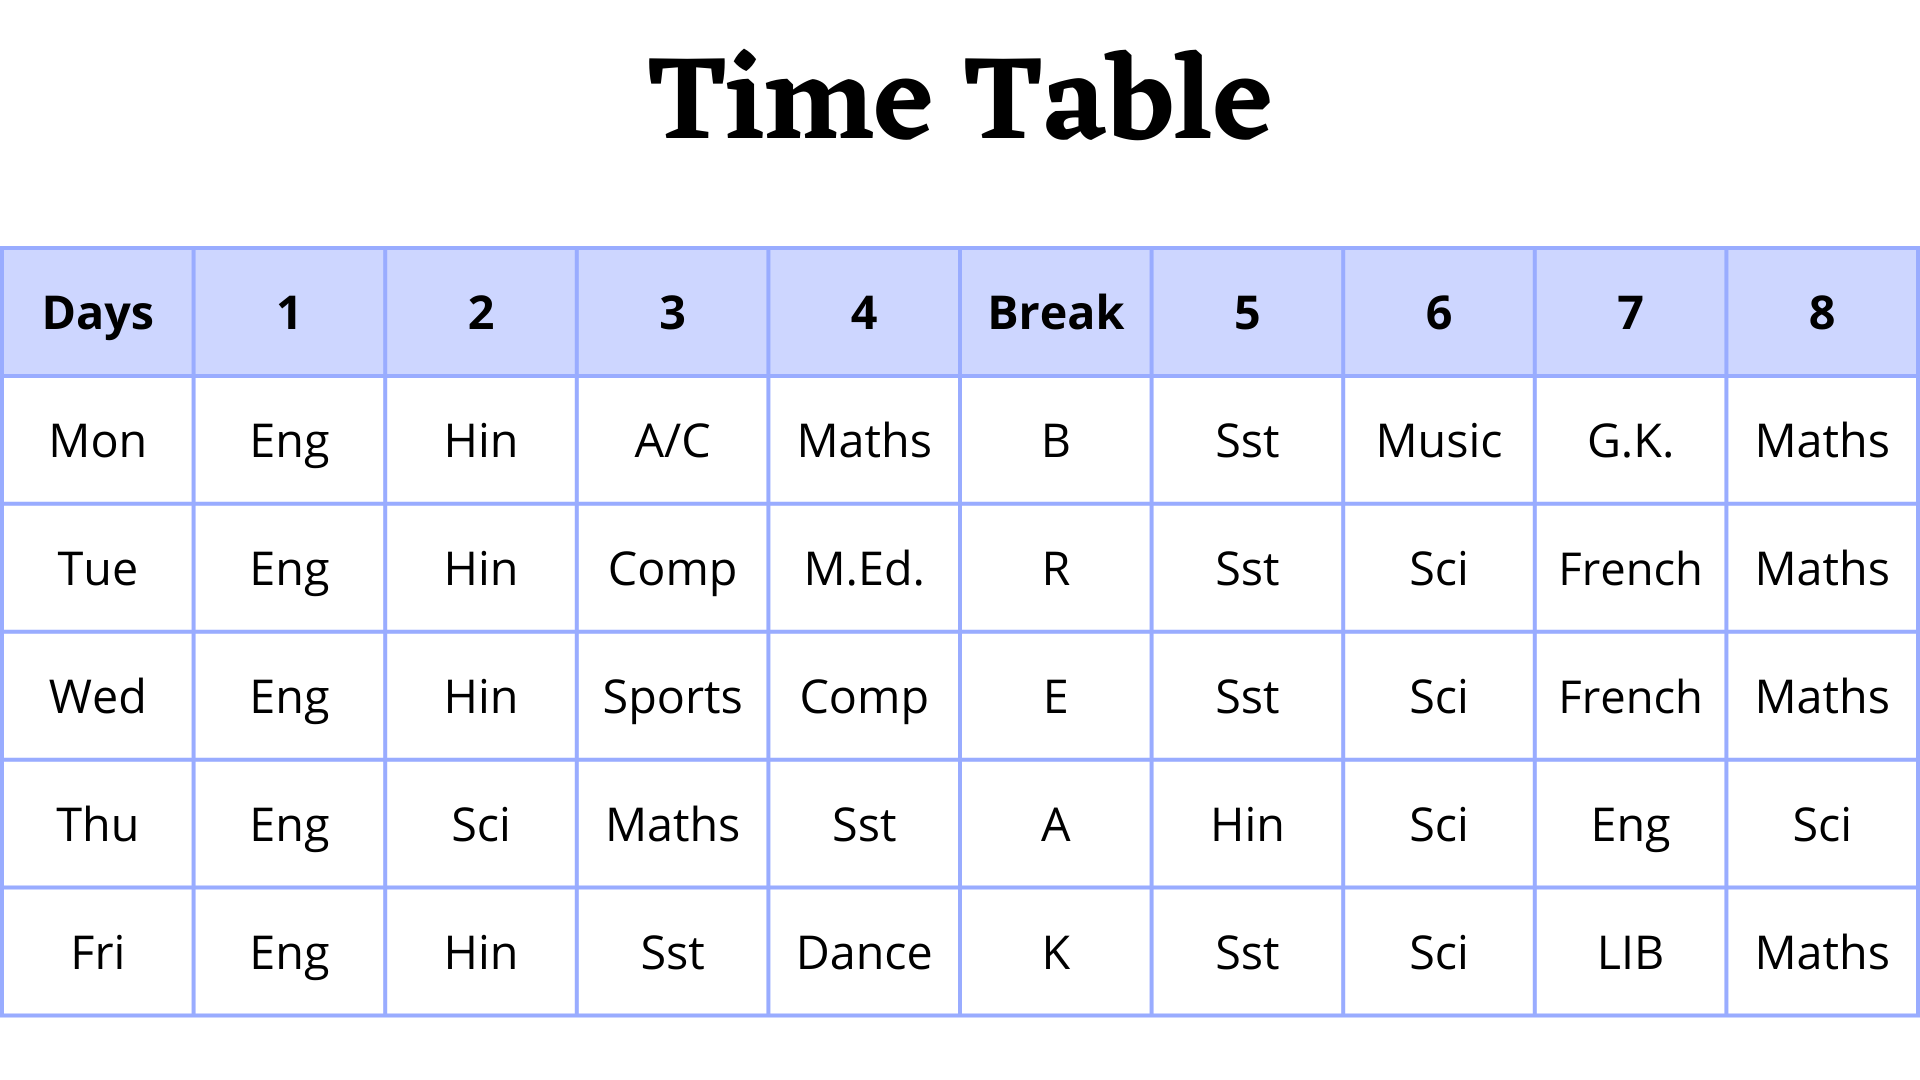 Time Table
Days 1 2 3 4 Break 5 6 7 8
Mon Eng Hin A/C Maths B Sst Music G.K. Maths
Tue Eng Hin Comp M.Ed. R Sst Sci French Maths
Wed Eng Hin Sports Comp E Sst Sci French Maths
Thu Eng Sci Maths Sst A Hin Sci Eng Sci
Fri Eng Hin Sst Dance K Sst Sci LIB Maths